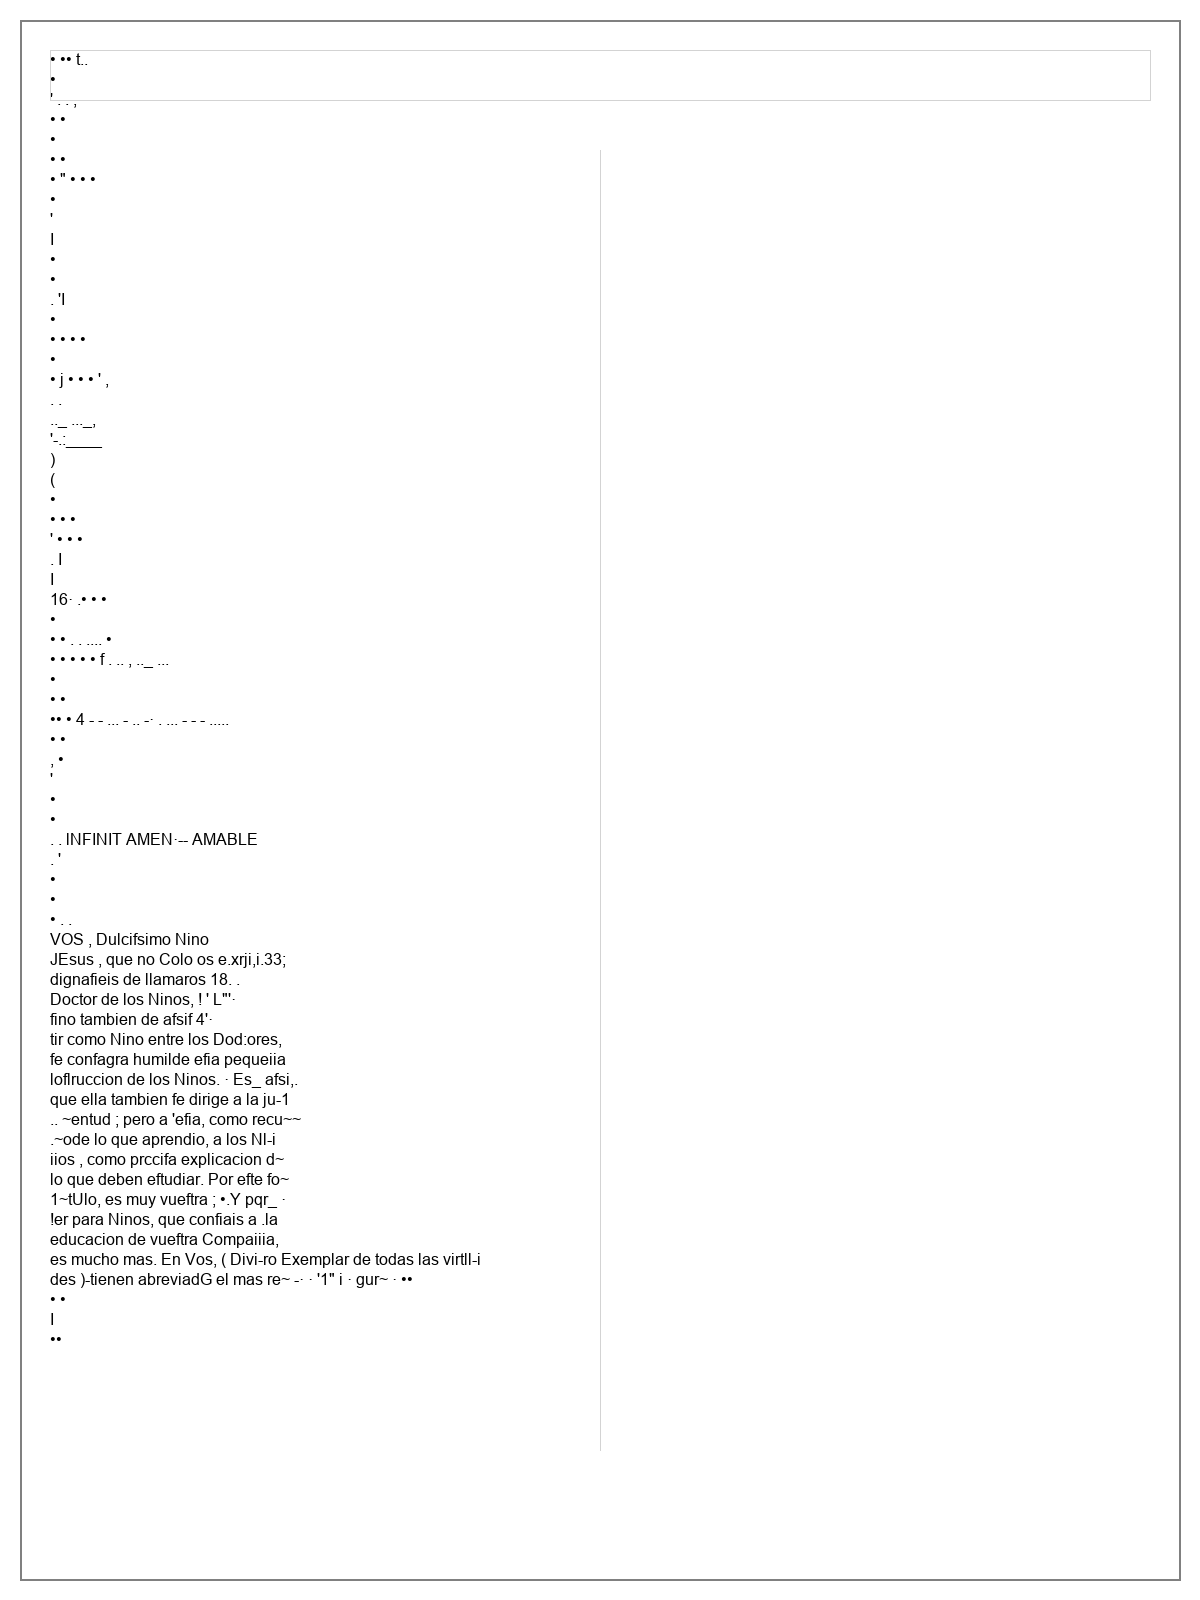 • •• t..
•
' . . ,
• •
•
• •
• " • • •
•
'
I
•
•
. 'I
•
• • • •
•
• j • • • ' ,
. .
.._ ..._,
'-.:____
)
(
•
• • •
' • • •
. I
I
16· .• • •
•
• • . . .... •
• • • • • f . .. , .._ ...
•
• •
•• • 4 - - ... - .. -· . ... - - - .....
• •
, •
'
•
•
. . lNFINIT AMEN·-- AMABLE
. '
•
•
• . .
VOS , Dulcifsimo Nino
JEsus , que no Colo os e.xrji,i.33;
dignafieis de llamaros 18. .
Doctor de los Ninos, ! ' L"'·
fino tambien de afsif 4'·
tir como Nino entre los Dod:ores,
fe confagra humilde efia pequeiia
loflruccion de los Ninos. · Es_ afsi,.
que ella tambien fe dirige a la ju-1
.. ~entud ; pero a 'efia, como recu~~
.~ode lo que aprendio, a los Nl-i
iios , como prccifa explicacion d~
lo que deben eftudiar. Por efte fo~
1~tUlo, es muy vueftra ; •.Y pqr_ ·
!er para Ninos, que confiais a .la
educacion de vueftra Compaiiia,
es mucho mas. En Vos, ( Divi-ro Exemplar de todas las virtll-i
des )-tienen abreviadG el mas re~ -· · '1" i · gur~ · ••
• •
I
••